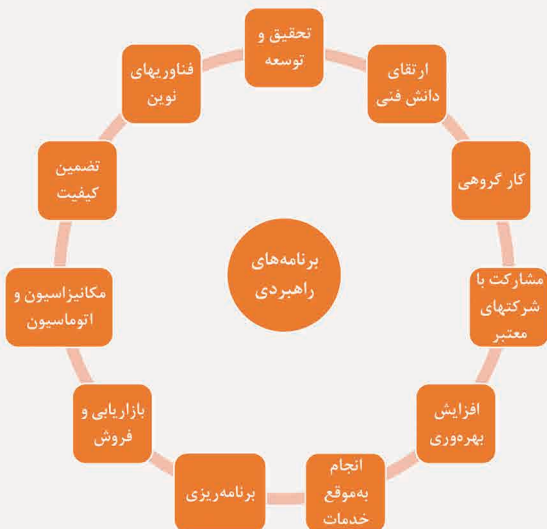 تحقیق و
توسعه
ارتقای
دانش فنی
کار گروهی
مشارکت با
شرکتهای
معتبر
افزایش
بهره‌وری
انجام
به‌موقع
خدمات
برنامه‌ریزی
بازاریابی و
فروش
مکانیزاسیون و
اتوماسیون
تضمین
کیفیت
فناوریهای
نوین
برنامه‌های
راهبردی